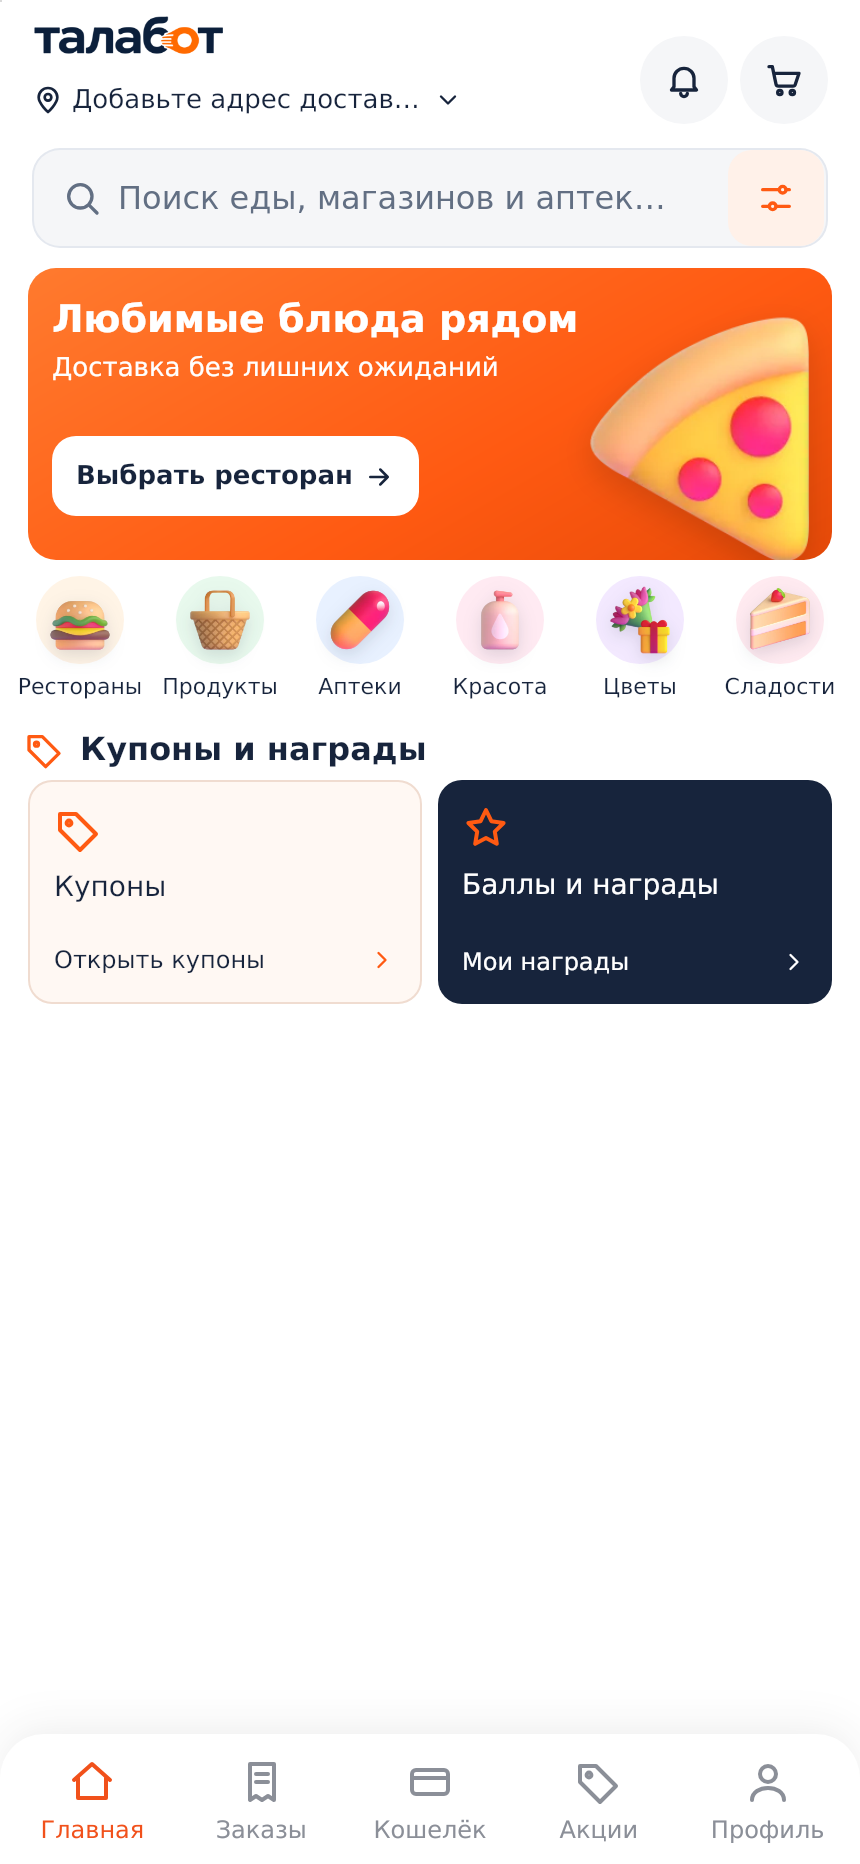 талабот
Добавьте адрес достав...
Поиск еды, магазинов и аптек...
Любимые блюда рядом
Доставка без лишних ожиданий
Выбрать ресторан →
Рестораны
Продукты
Аптеки
Красота
Цветы
Сладости
Купоны и награды
Купоны
Открыть купоны
Баллы и награды
Мои награды
Главная
Заказы
Кошелёк
Акции
Профиль